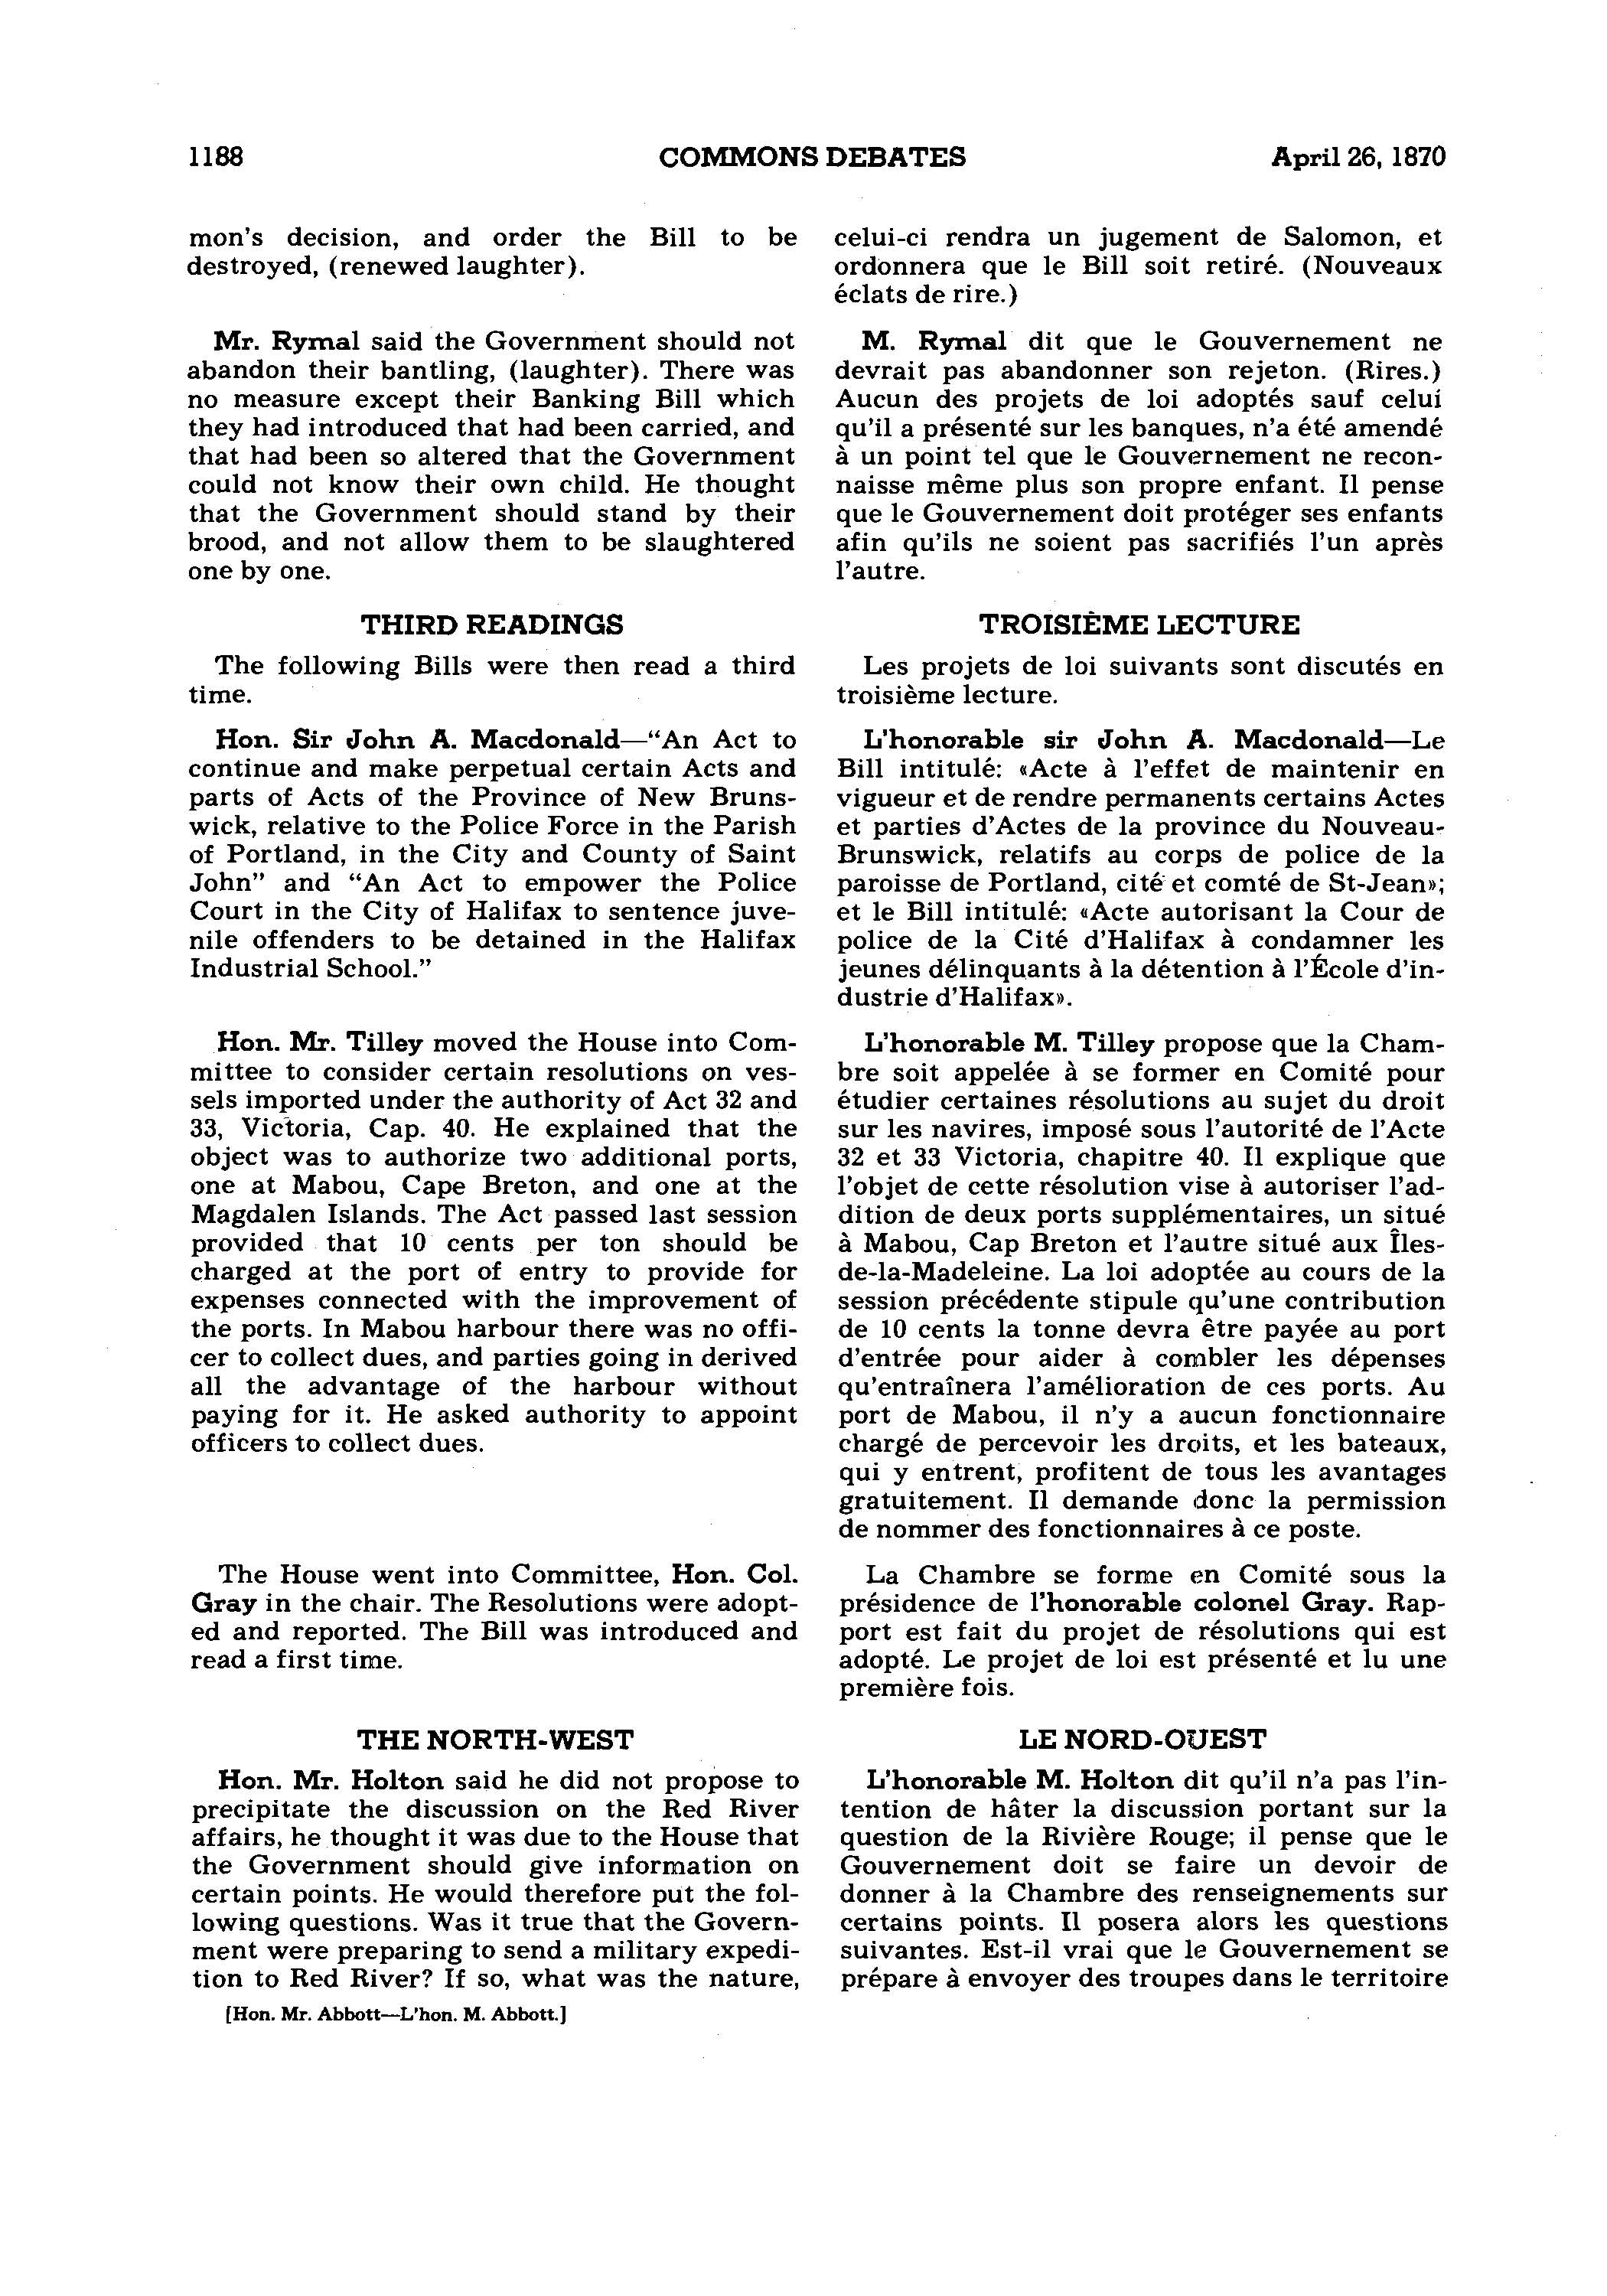 1188 COMMONS DEBATES April 26, 1870
mon's decision, and order the Bill to be
destroyed, (renewed laughter).
Mr. Rymal said the Government should not
abandon their bantling, (laughter). There was
no measure except their Banking Bill which
they had introduced that had been carried, and
that had been so altered that the Government
could not know their own child. He thought
that the Government should stand by their
brood, and not allow them to be slaughtered
one by one.
THIRD READINGS
The following Bills were then read a third
time.
Hon. Sir John A. Macdonald—“An Act to
continue and make perpetual certain Acts and
parts of Acts of the Province of New Bruns-
wick, relative to the Police Force in the Parish
of Portland, in the City and County of Saint
John” and “An Act to empower the Police
Court in the City of Halifax to sentence juve-
nile offenders to be detained in the Halifax
Industrial School.”
Hon. Mr. Tilley moved the House into Com-
mittee to consider certain resolutions on ves-
sels imported under the authority of Act 32 and
33, Victoria, Cap. 40. He explained that the
object was to authorize two additional ports,
one at Mabou, Cape Breton, and one at the
Magdalen Islands. The Act passed last session
provided that 10 cents per ton should be
charged at the port of entry to provide for
expenses connected with the improvement of
the ports. In Mabou harbour there was no offi-
cer to collect dues, and parties going in derived
all the advantage of the harbour without
paying for it. He asked authority to appoint
officers to collect dues.
The House went into Committee, Hon. Col.
Gray in the chair. The Resolutions were adopt-
ed and reported. The Bill was introduced and
read a first time.
THE NORTH-WEST
Hon. Mr. Holton said he did not propose to
precipitate the discussion on the Red River
affairs, he thought it was due to the House that
the Government should give information on
certain points. He would therefore put the fol-
lowing questions. Was it true that the Govern-
ment were preparing to send a military expedi-
tion to Red River? If so, what was the nature,
[Hon. Mr. Abbott—L'hon. M. Abbott.]
celui-ci rendra un jugement de Salomon, et
ordonnera que le Bill soit retiré. (Nouveaux
éclats de rire.)
M. Rymal dit que le Gouvernement ne
devrait pas abandonner son rejeton. (Rires.)
Aucun des projets de loi adoptés sauf celui
qu'il a présenté sur les banques, n'a été amendé
à un point tel que le Gouvernement ne recon-
naisse même plus son propre enfant. Il pense
que le Gouvernement doit protéger ses enfants
afin qu'ils ne soient pas sacrifiés l'un après
l'autre.
TROISIÈME LECTURE
Les projets de loi suivants sont discutés en
troisième lecture.
L'honorable sir John A. Macdonald—Le
Bill intitulé: «Acte à l'effet de maintenir en
vigueur et de rendre permanents certains Actes
et parties d'Actes de la province du Nouveau-
Brunswick, relatifs au corps de police de la
paroisse de Portland, cité et comté de St-Jean»;
et le Bill intitulé: «Acte autorisant la Cour de
police de la Cité d'Halifax à condamner les
jeunes délinquants à la détention à l'École d'in-
dustrie d'Halifax».
L'honorable M. Tilley propose que la Cham-
bre soit appelée à se former en Comité pour
étudier certaines résolutions au sujet du droit
sur les navires, imposé sous l'autorité de l'Acte
32 et 33 Victoria, chapitre 40. Il explique que
l'objet de cette résolution vise à autoriser l'ad-
dition de deux ports supplémentaires, un situé
à Mabou, Cap Breton et l'autre situé aux Îles-
de-la-Madeleine. La loi adoptée au cours de la
session précédente stipule qu'une contribution
de 10 cents la tonne devra être payée au port
d'entrée pour aider à combler les dépenses
qu'entraînera l'amélioration de ces ports. Au
port de Mabou, il n'y a aucun fonctionnaire
chargé de percevoir les droits, et les bateaux,
qui y entrent, profitent de tous les avantages
gratuitement. Il demande donc la permission
de nommer des fonctionnaires à ce poste.
La Chambre se forme en Comité sous la
présidence de l'honorable colonel Gray. Rap-
port est fait du projet de résolutions qui est
adopté. Le projet de loi est présenté et lu une
première fois.
LE NORD-OUEST
L'honorable M. Holton dit qu'il n'a pas l'in-
tention de hâter la discussion portant sur la
question de la Rivière Rouge; il pense que le
Gouvernement doit se faire un devoir de
donner à la Chambre des renseignements sur
certains points. Il posera alors les questions
suivantes. Est-il vrai que le Gouvernement se
prépare à envoyer des troupes dans le territoire